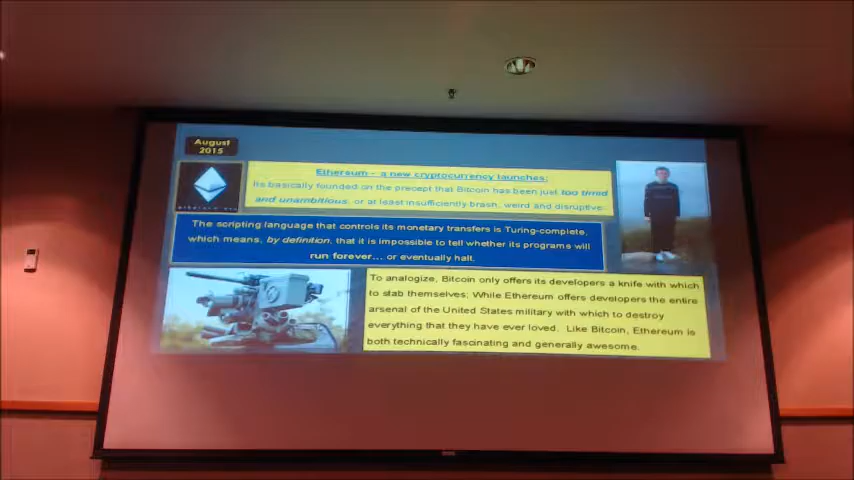 August
2015
Ethereum - a new cryptocurrency launches:
Its basically founded on the precept that Bitcoin has been just too timid
and unambitious, or at least insufficiently brash, weird and disruptive.
The scripting language that controls its monetary transfers is Turing-complete,
which means, by definition, that it is impossible to tell whether its programs will
run forever... or eventually halt.
To analogize, Bitcoin only offers its developers a knife with which
to stab themselves; While Ethereum offers developers the entire
arsenal of the United States military with which to destroy
everything that they have ever loved. Like Bitcoin, Ethereum is
both technically fascinating and generally awesome.